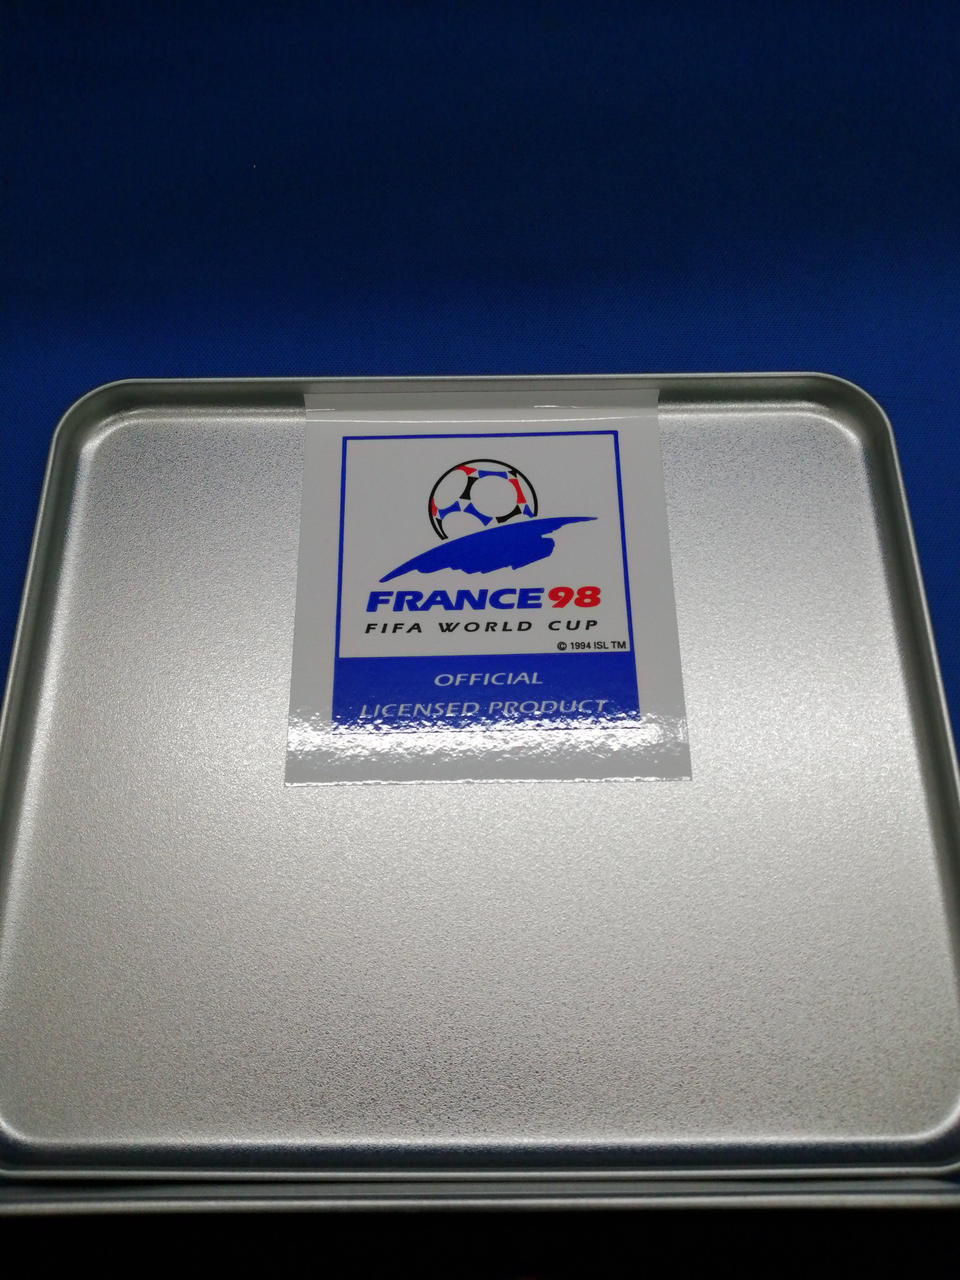 FRANCE 98
FIFA WORLD CUP
© 1994 ISL TM
OFFICIAL
LICENSED PRODUCT